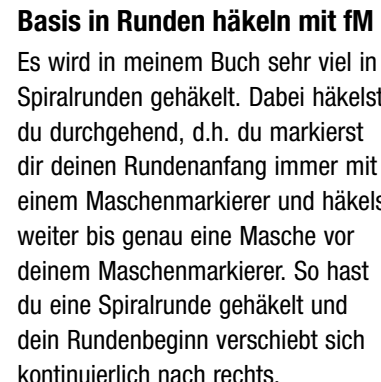 Basis in Runden häkeln mit fM
Es wird in meinem Buch sehr viel in
Spiralrunden gehäkelt. Dabei häkelst
du durchgehend, d.h. du markierst
dir deinen Rundenanfang immer mit
einem Maschenmarkierer und häkels
weiter bis genau eine Masche vor
deinem Maschenmarkierer. So hast
du eine Spiralrunde gehäkelt und
dein Rundenbeginn verschiebt sich
kontinuierlich nach rechts.